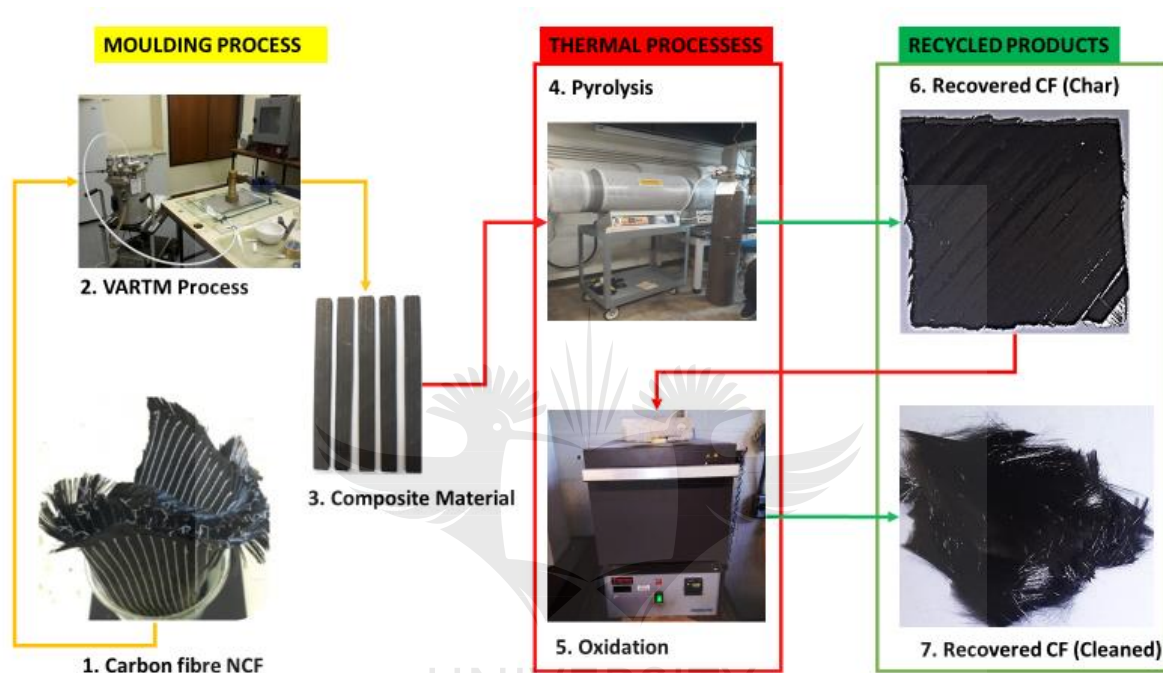 MOULDING PROCESS
THERMAL PROCESSESS
RECYCLED PRODUCTS
4. Pyrolysis
6. Recovered CF (Char)
2. VARTM Process
3. Composite Material
1. Carbon fibre NCF
5. Oxidation
7. Recovered CF (Cleaned)
UNIVERSITY